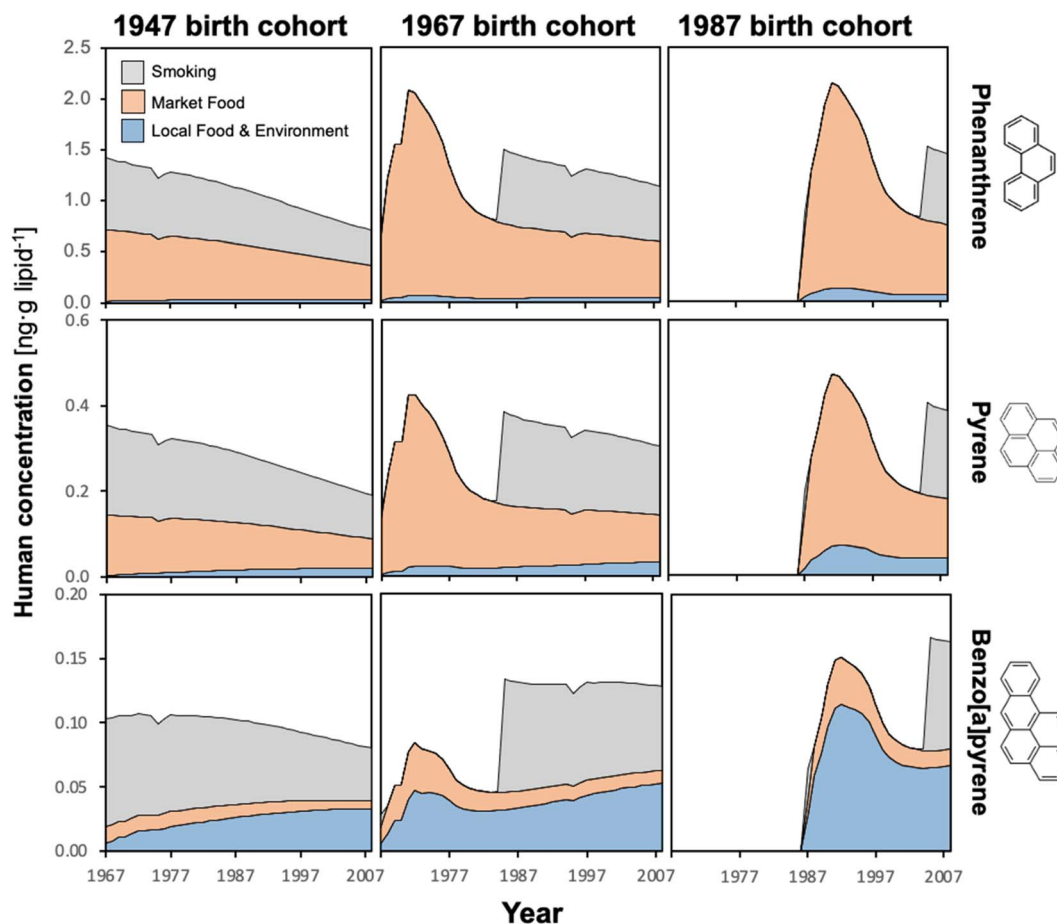 1947 birth cohort 1967 birth cohort 1987 birth cohort
2.5
2.0
1.5
1.0
0.5
0.0
Smoking
Market Food
Local Food & Environment
Phenanthrene
0.6
0.4
0.2
0.0
Pyrene
Human concentration [ng·g lipid⁻¹]
0.20
0.15
0.10
0.05
0.00
Benzo[a]pyrene
1967 1977 1987 1997 2007 1977 1987 1997 2007 1977 1987 1997 2007
Year